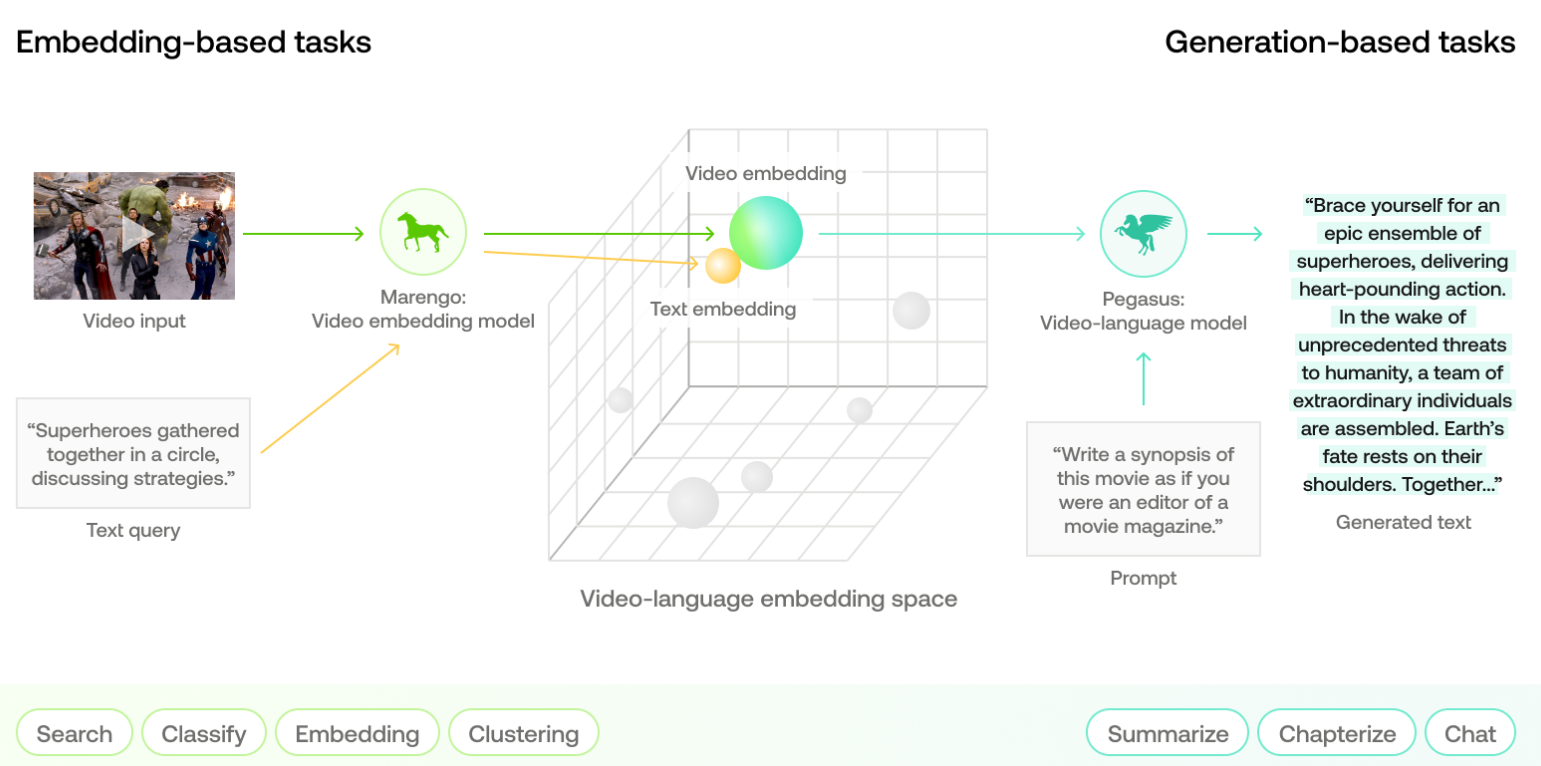 Embedding-based tasks
Generation-based tasks
Video input
“Superheroes gathered
together in a circle,
discussing strategies.”
Text query
Marengo:
Video embedding model
Video embedding
Text embedding
Video-language embedding space
Pegasus:
Video-language model
“Write a synopsis of
this movie as if you
were an editor of a
movie magazine.”
Prompt
“Brace yourself for an
epic ensemble of
superheroes, delivering
heart-pounding action.
In the wake of
unprecedented threats
to humanity, a team of
extraordinary individuals
are assembled. Earth’s
fate rests on their
shoulders. Together...”
Generated text
Search
Classify
Embedding
Clustering
Summarize
Chapterize
Chat